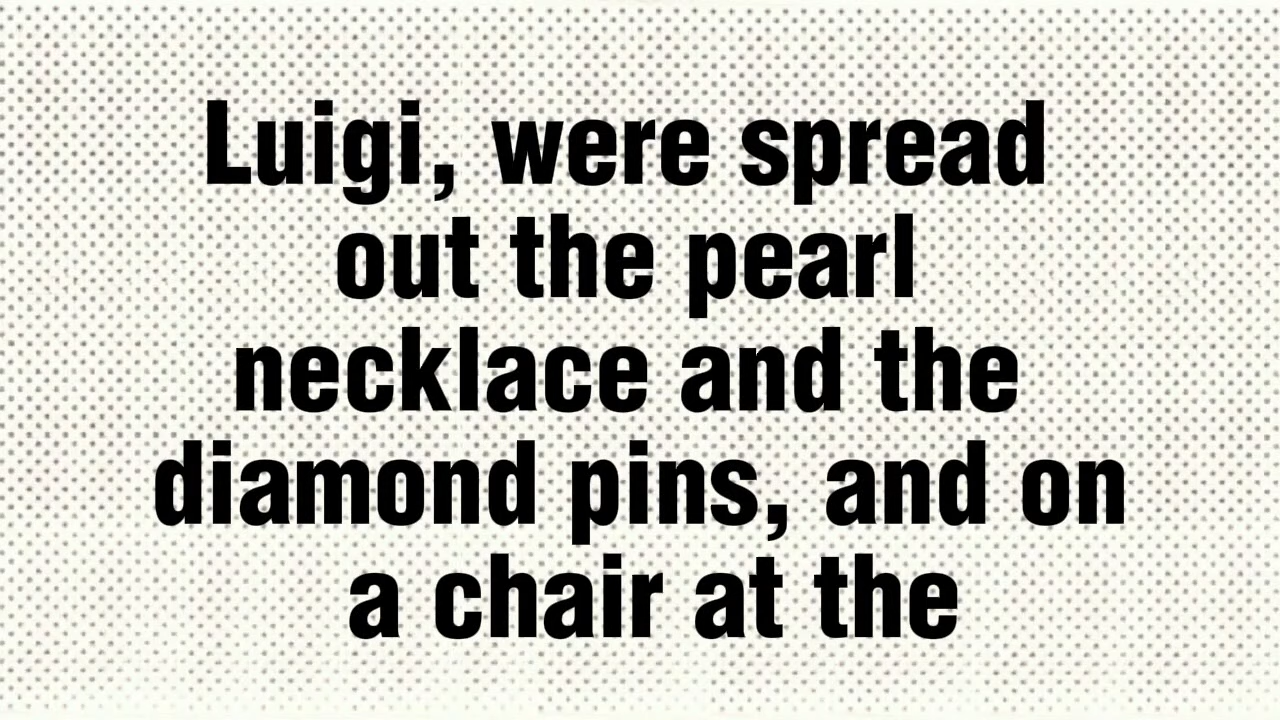 Luigi, were spread
out the pearl
necklace and the
diamond pins, and on
a chair at the